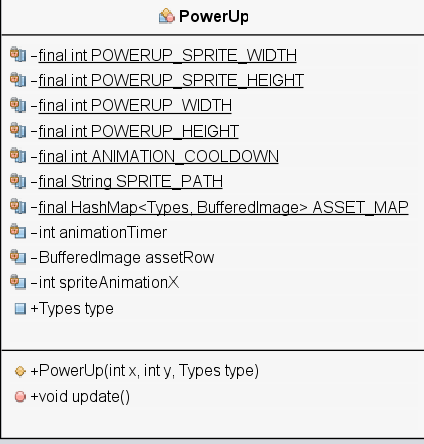 PowerUp
-final int POWERUP_SPRITE_WIDTH
-final int POWERUP_SPRITE_HEIGHT
-final int POWERUP_WIDTH
-final int POWERUP_HEIGHT
-final int ANIMATION_COOLDOWN
-final String SPRITE_PATH
-final HashMap<Types, BufferedImage> ASSET_MAP
-int animationTimer
-BufferedImage assetRow
-int spriteAnimationX
+Types type
+PowerUp(int x, int y, Types type)
+void update()